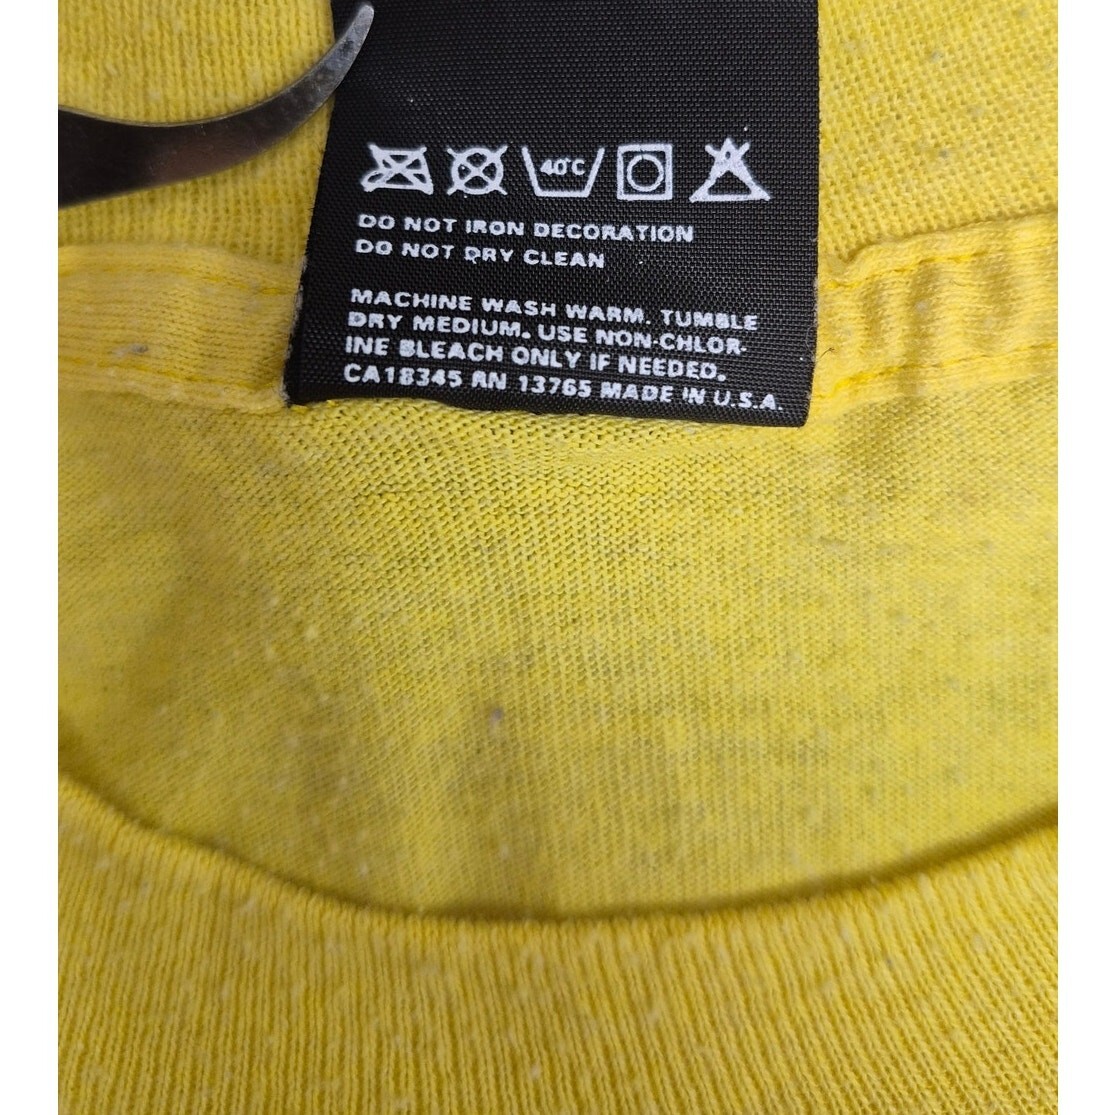 40°C
DO NOT IRON DECORATION
DO NOT DRY CLEAN
MACHINE WASH WARM. TUMBLE
DRY MEDIUM. USE NON-CHLOR-
INE BLEACH ONLY IF NEEDED.
CA18345 RN 13765 MADE IN U.S.A.